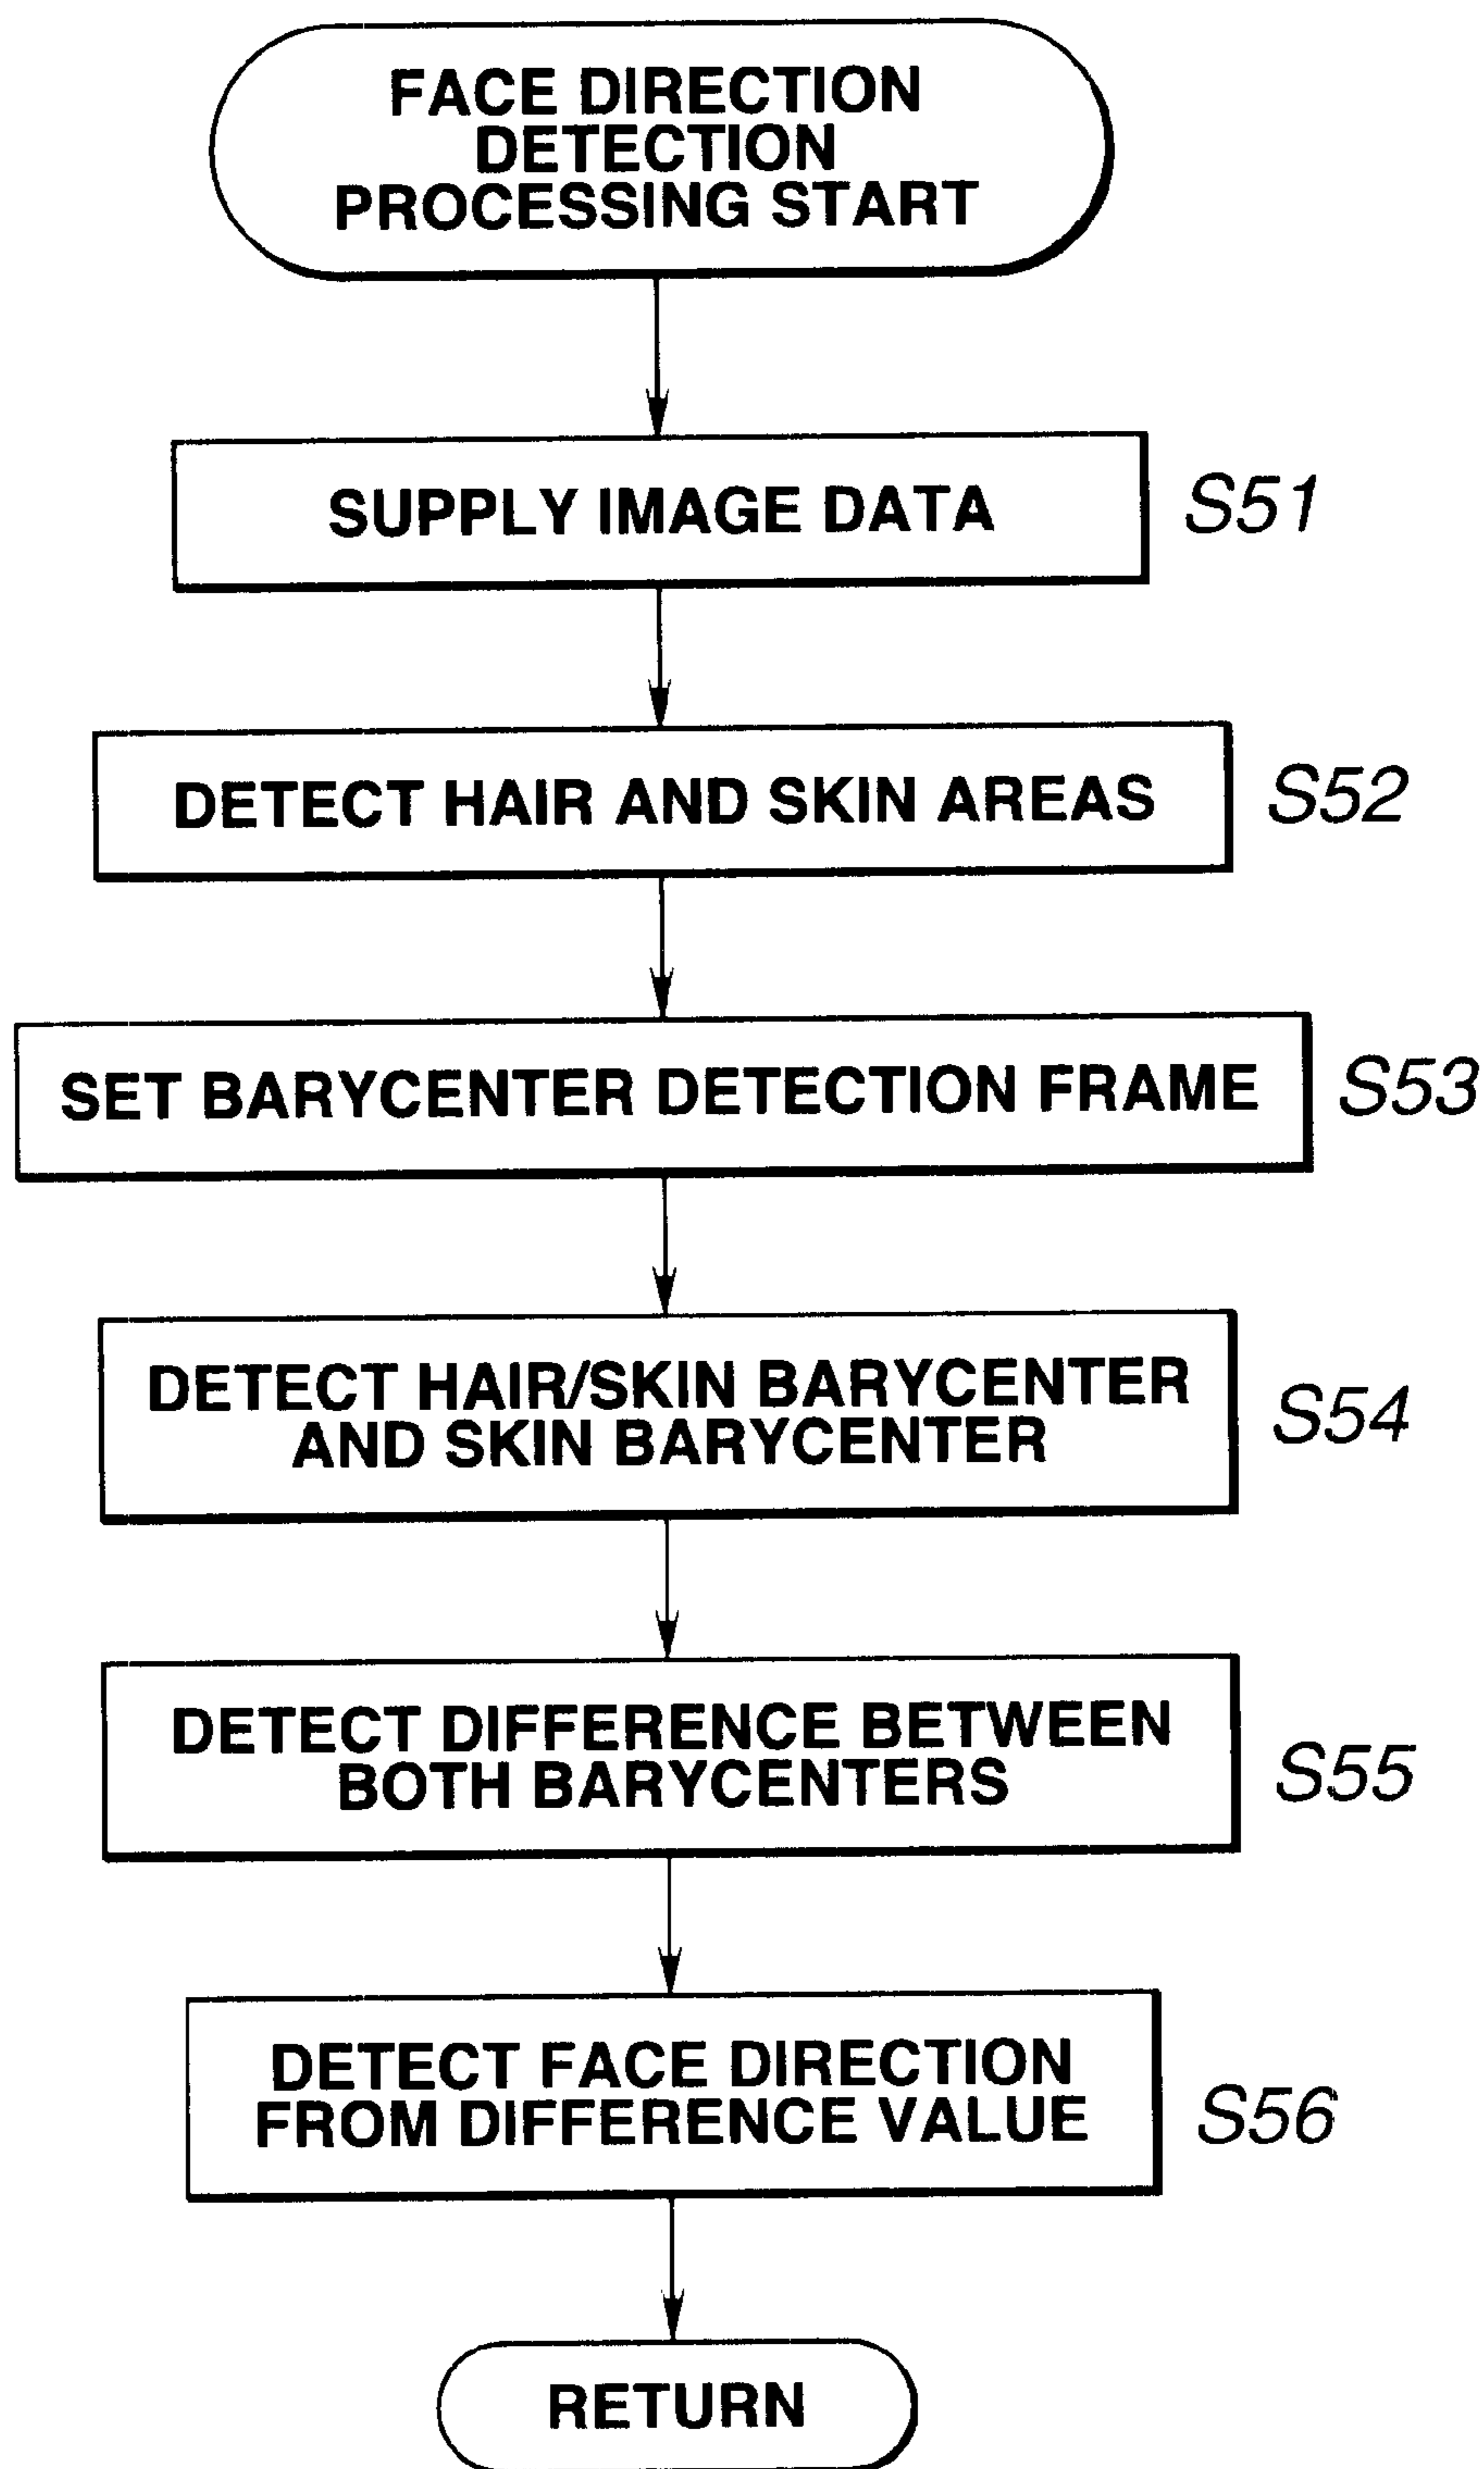 FACE DIRECTION
DETECTION
PROCESSING START
SUPPLY IMAGE DATA
S51
DETECT HAIR AND SKIN AREAS
S52
SET BARYCENTER DETECTION FRAME
S53
DETECT HAIR/SKIN BARYCENTER
AND SKIN BARYCENTER
S54
DETECT DIFFERENCE BETWEEN
BOTH BARYCENTERS
S55
DETECT FACE DIRECTION
FROM DIFFERENCE VALUE
S56
RETURN